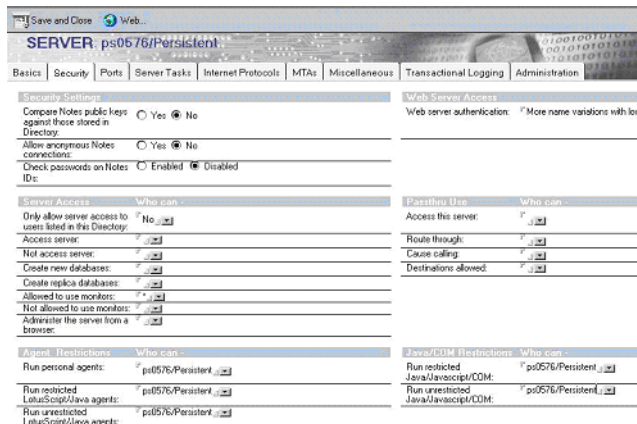 Save and Close Web...
SERVER: ps0576/Persistent
Basics Security Ports Server Tasks Internet Protocols MTAs Miscellaneous Transactional Logging Administration
Security Settings
Compare Notes public keys against those stored in Directory: Yes No
Allow anonymous Notes connections: Yes No
Check passwords on Notes IDs: Enabled Disabled
Web Server Access
Web server authentication: More name variations with
Server Access Who can -
Only allow server access to users listed in this Directory: No
Access server:
Not access server:
Create new databases:
Create replica databases:
Allowed to use monitors: *
Not allowed to use monitors:
Administer the server from a browser:
Passthru Use Who can -
Access this server:
Route through:
Cause calling:
Destinations allowed:
Agent Restrictions Who can -
Run personal agents: ps0576/Persistent
Run restricted LotusScript/Java agents: ps0576/Persistent
Run unrestricted LotusScript/Java agents: ps0576/Persistent
Java/COM Restrictions Who can -
Run restricted Java/Javascript/COM: ps0576/Persistent
Run unrestricted Java/Javascript/COM: ps0576/Persistent